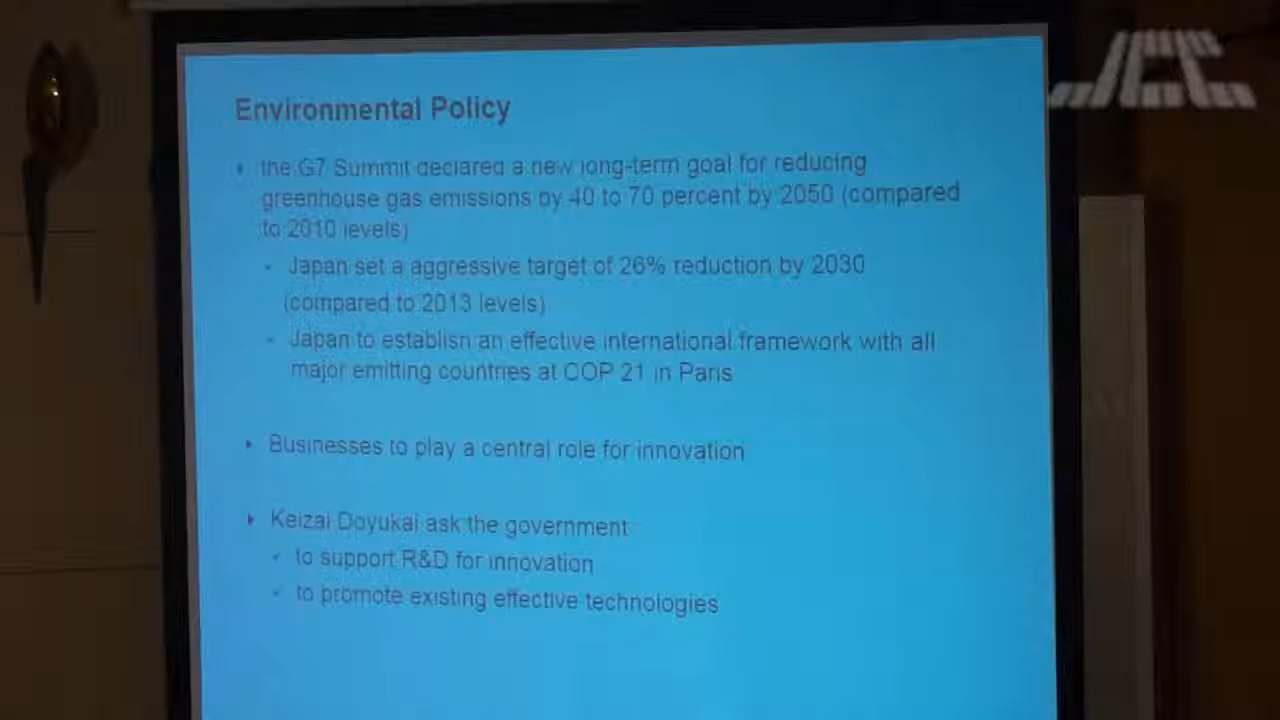 Environmental Policy
the G7 Summit declared a new long-term goal for reducing
greenhouse gas emissions by 40 to 70 percent by 2050 (compared
to 2010 levels)
Japan set a aggressive target of 26% reduction by 2030
(compared to 2013 levels)
Japan to establish an effective international framework with all
major emitting countries at COP 21 in Paris
Businesses to play a central role for innovation
Keizai Doyukai ask the government
to support R&D for innovation
to promote existing effective technologies